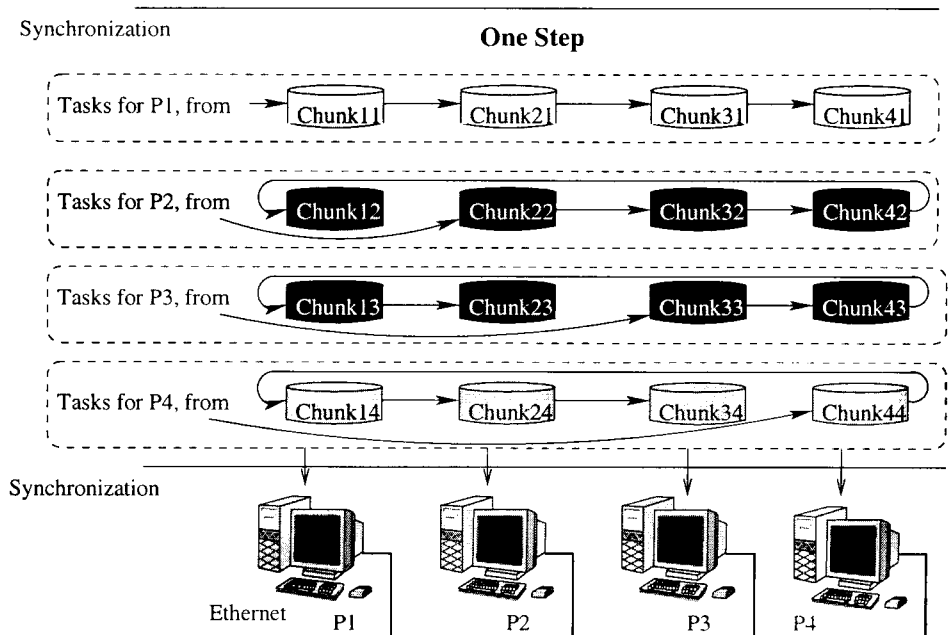 Synchronization
One Step
Tasks for P1, from Chunk11 Chunk21 Chunk31 Chunk41
Tasks for P2, from Chunk12 Chunk22 Chunk32 Chunk42
Tasks for P3, from Chunk13 Chunk23 Chunk33 Chunk43
Tasks for P4, from Chunk14 Chunk24 Chunk34 Chunk44
Synchronization
Ethernet P1 P2 P3 P4